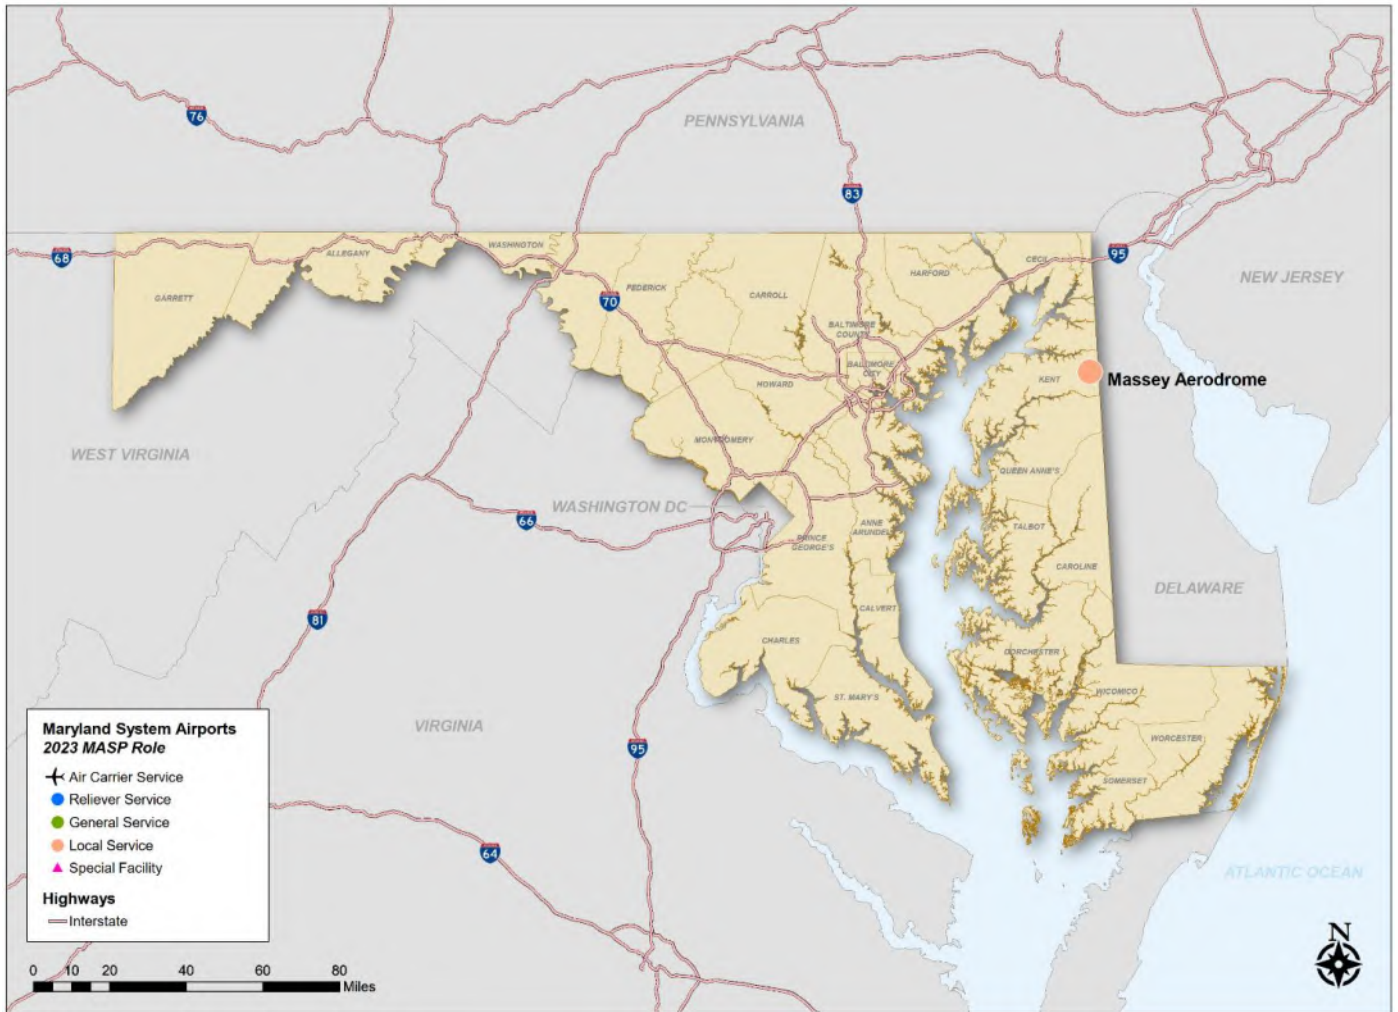 76
PENNSYLVANIA
83
68
ALLEGANY
WASHINGTON
95
CECIL
HARFORD
NEW JERSEY
GARRETT
70
FEDERICK
CARROLL
BALTIMORE
COUNTY
BALTIMORE
CITY
HOWARD
KENT
Massey Aerodrome
MONTGOMERY
WEST VIRGINIA
QUEEN ANNE'S
WASHINGTON DC
66
ANNE
ARUNDEL
TALBOT
PRINCE
GEORGE'S
CAROLINE
DELAWARE
81
CALVERT
CHARLES
DORCHESTER
ST. MARY'S
WICOMICO
VIRGINIA
95
WORCESTER
SOMERSET
64
ATLANTIC OCEAN
Maryland System Airports
2023 MASP Role
Air Carrier Service
Reliever Service
General Service
Local Service
Special Facility
Highways
Interstate
0 10 20 40 60 80
Miles
N